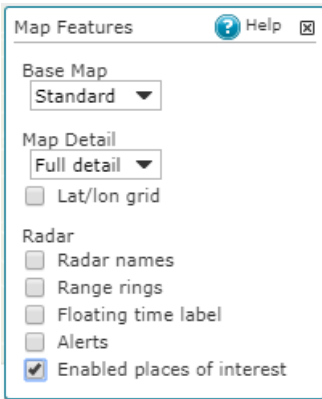 Map Features Help
Base Map
Standard
Map Detail
Full detail
Lat/lon grid
Radar
Radar names
Range rings
Floating time label
Alerts
Enabled places of interest